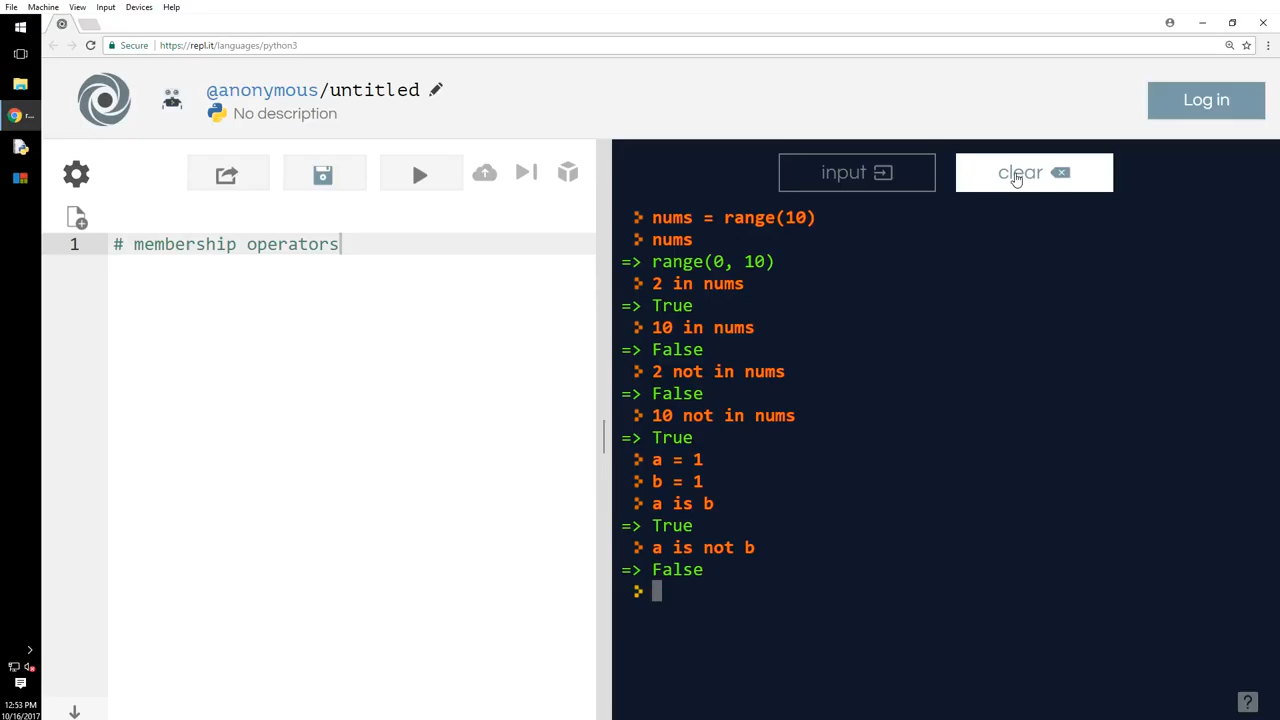 File Machine View Input Devices Help
Secure https://repl.it/languages/python3
@anonymous/untitled
No description
Log in
input
clear
1 # membership operators
nums = range(10)
nums
=> range(0, 10)
2 in nums
=> True
10 in nums
=> False
2 not in nums
=> False
10 not in nums
=> True
a = 1
b = 1
a is b
=> True
a is not b
=> False
r...
12:53 PM
10/16/2017
?